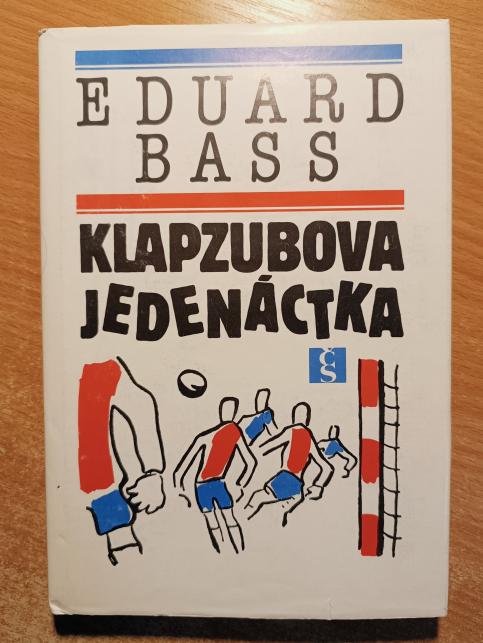 EDUARD
BASS
KLAPZUBOVA
JEDENÁCTKA
ČS